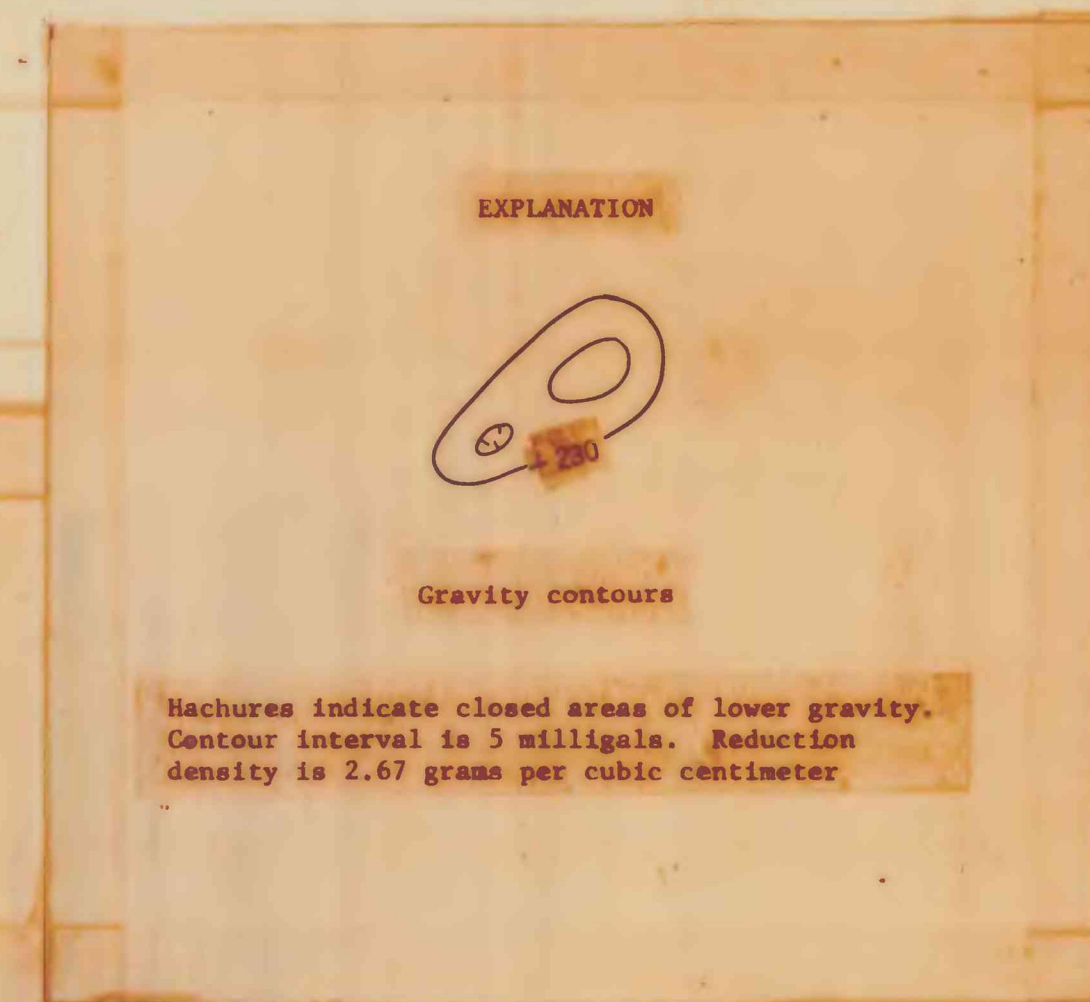 EXPLANATION
230
Gravity contours
Hachures indicate closed areas of lower gravity.
Contour interval is 5 milligals.  Reduction
density is 2.67 grams per cubic centimeter